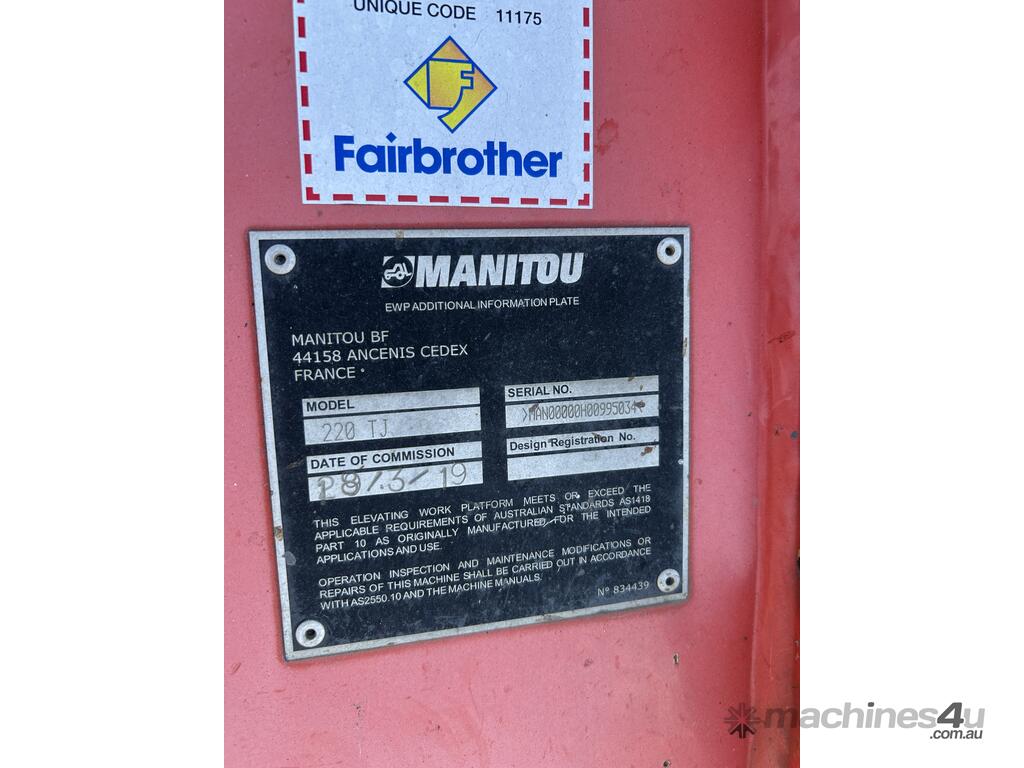 UNIQUE CODE 11175
F
Fairbrother
MANITOU
EWP ADDITIONAL INFORMATION PLATE
MANITOU BF
44158 ANCENIS CEDEX
FRANCE
MODEL
220 TJ
SERIAL NO.
>MAN00000H00995034<
DATE OF COMMISSION
/3/19
Design Registration No.
THIS ELEVATING WORK PLATFORM MEETS OR EXCEED THE
APPLICABLE REQUIREMENTS OF AUSTRALIAN STANDARDS AS1418
PART 10 AS ORIGINALLY MANUFACTURED FOR THE INTENDED
APPLICATIONS AND USE.
OPERATION INSPECTION AND MAINTENANCE MODIFICATIONS OR
REPAIRS OF THIS MACHINE SHALL BE CARRIED OUT IN ACCORDANCE
WITH AS2550.10 AND THE MACHINE MANUALS.
Nº 834439
machines4u
.com.au